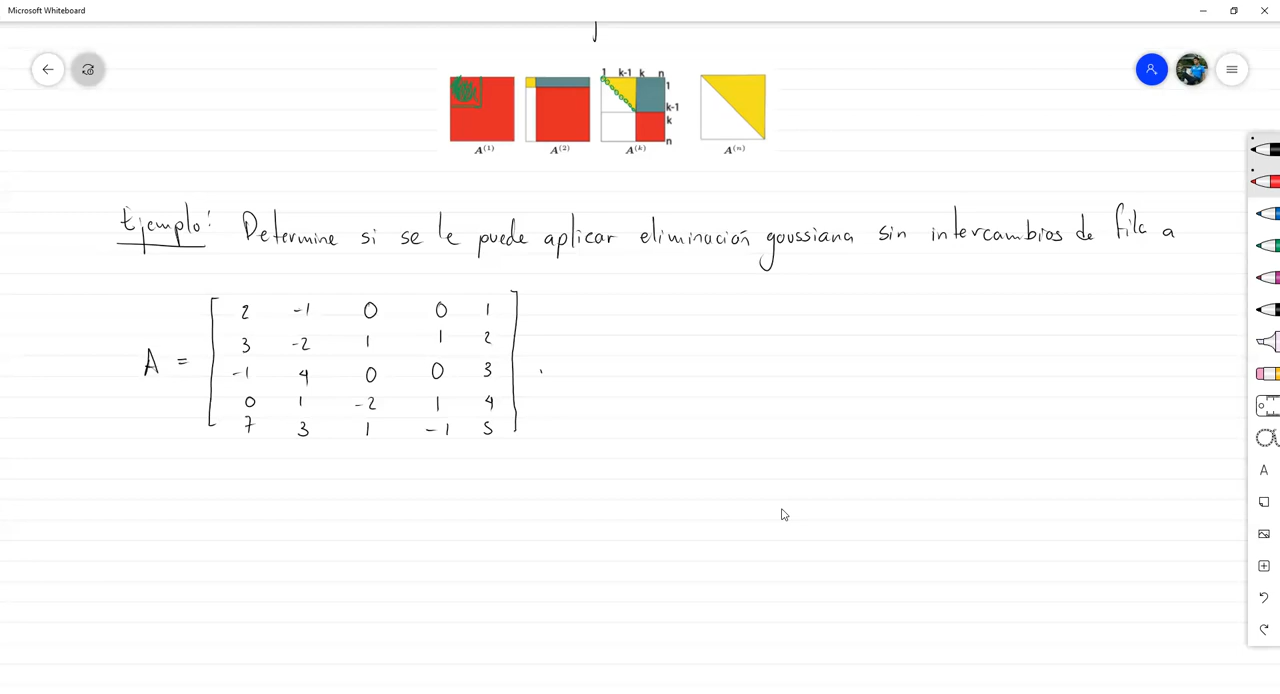 Microsoft Whiteboard
1 k-1 k n
1
k-1
k
n
A(1) A(2) A(k) A(n)
Ejemplo: Determine si se le puede aplicar eliminación gaussiana sin intercambios de fila a
A = [ 2 -1 0 0 1
3 -2 1 1 2
-1 4 0 0 3
0 1 -2 1 4
7 3 1 -1 5 ] .
A